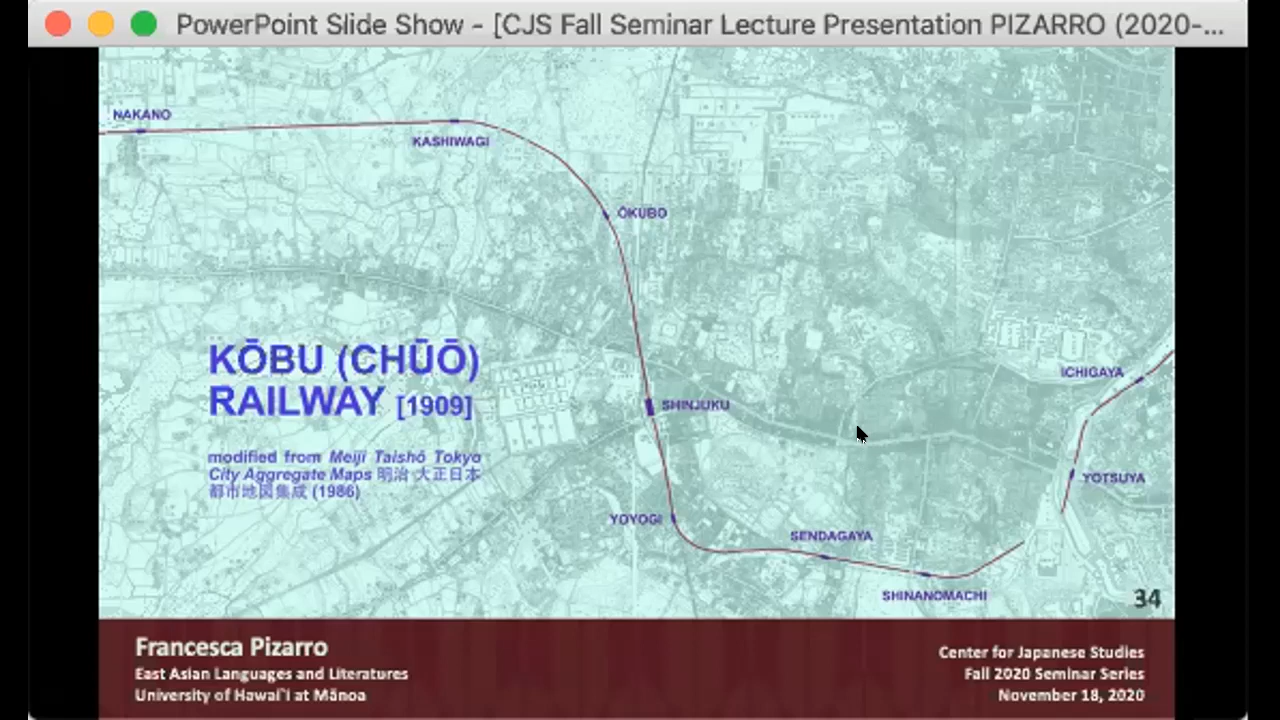 PowerPoint Slide Show - [CJS Fall Seminar Lecture Presentation PIZARRO (2020-...
NAKANO
KASHIWAGI
ŌKUBO
KŌBU (CHŪŌ)
RAILWAY [1909]
modified from Meiji Taishō Tokyo
City Aggregate Maps 明治 大正日本
都市地図集成 (1986)
SHINJUKU
ICHIGAYA
YOTSUYA
YOYOGI
SENDAGAYA
SHINANOMACHI
34
Francesca Pizarro
East Asian Languages and Literatures
University of Hawai`i at Mānoa
Center for Japanese Studies
Fall 2020 Seminar Series
November 18, 2020